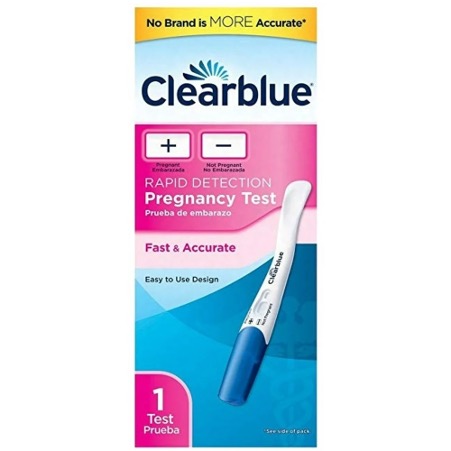 No Brand is MORE Accurate*
Clearblue®
+ −
Pregnant Not Pregnant
Embarazada No Embarazada
RAPID DETECTION
Pregnancy Test
Prueba de embarazo
Fast & Accurate
Easy to Use Design
Clearblue
1
Test
Prueba
*See side of pack